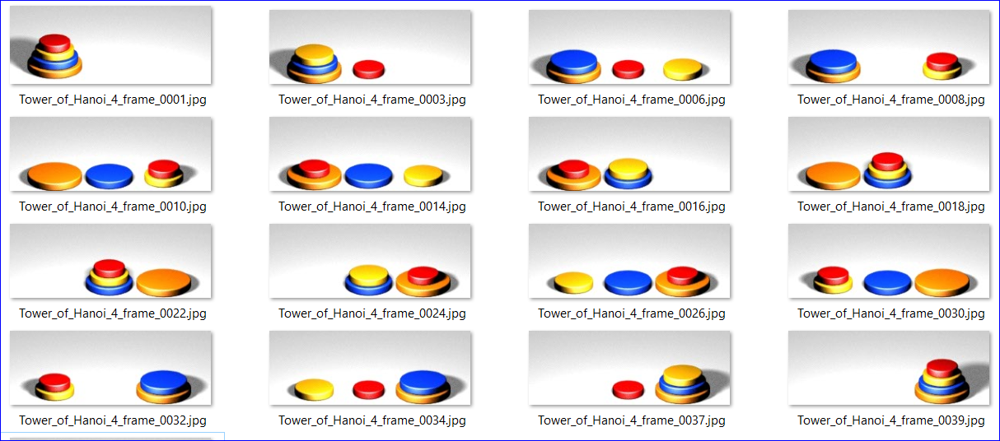 Tower_of_Hanoi_4_frame_0001.jpg
Tower_of_Hanoi_4_frame_0003.jpg
Tower_of_Hanoi_4_frame_0006.jpg
Tower_of_Hanoi_4_frame_0008.jpg
Tower_of_Hanoi_4_frame_0010.jpg
Tower_of_Hanoi_4_frame_0014.jpg
Tower_of_Hanoi_4_frame_0016.jpg
Tower_of_Hanoi_4_frame_0018.jpg
Tower_of_Hanoi_4_frame_0022.jpg
Tower_of_Hanoi_4_frame_0024.jpg
Tower_of_Hanoi_4_frame_0026.jpg
Tower_of_Hanoi_4_frame_0030.jpg
Tower_of_Hanoi_4_frame_0032.jpg
Tower_of_Hanoi_4_frame_0034.jpg
Tower_of_Hanoi_4_frame_0037.jpg
Tower_of_Hanoi_4_frame_0039.jpg